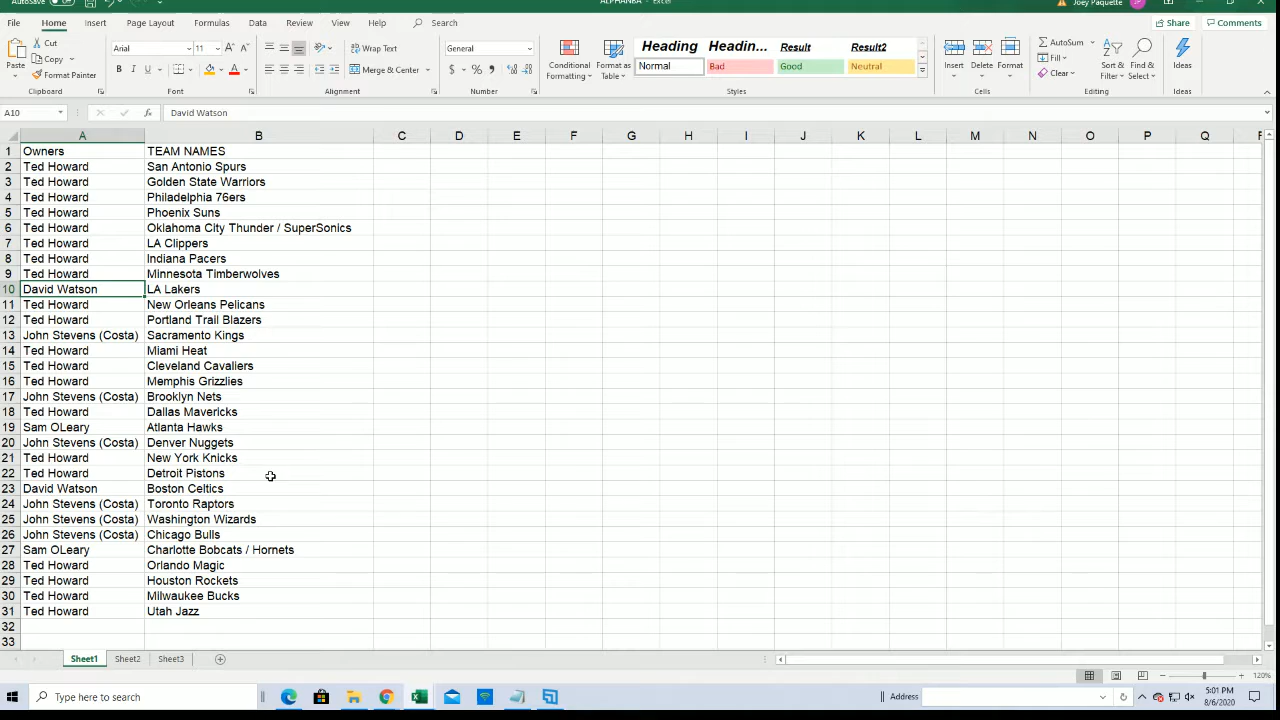 AutoSave
ALPHANBA - Excel
Joey Paquette
File Home Insert Page Layout Formulas Data Review View Help Search Share Comments
Paste Cut Copy Format Painter Clipboard
Arial 11 B I U A Font
Wrap Text Merge & Center Alignment
General $ % , Number
Conditional Formatting Format as Table
Heading Headin... Result Result2
Normal Bad Good Neutral
Styles
Insert Delete Format Cells
AutoSum Fill Clear Sort & Filter Find & Select Editing
Ideas Ideas
A10 fx David Watson
A B C D E F G H I J K L M N O P Q
1 Owners TEAM NAMES
2 Ted Howard San Antonio Spurs
3 Ted Howard Golden State Warriors
4 Ted Howard Philadelphia 76ers
5 Ted Howard Phoenix Suns
6 Ted Howard Oklahoma City Thunder / SuperSonics
7 Ted Howard LA Clippers
8 Ted Howard Indiana Pacers
9 Ted Howard Minnesota Timberwolves
10 David Watson LA Lakers
11 Ted Howard New Orleans Pelicans
12 Ted Howard Portland Trail Blazers
13 John Stevens (Costa) Sacramento Kings
14 Ted Howard Miami Heat
15 Ted Howard Cleveland Cavaliers
16 Ted Howard Memphis Grizzlies
17 John Stevens (Costa) Brooklyn Nets
18 Ted Howard Dallas Mavericks
19 Sam OLeary Atlanta Hawks
20 John Stevens (Costa) Denver Nuggets
21 Ted Howard New York Knicks
22 Ted Howard Detroit Pistons
23 David Watson Boston Celtics
24 John Stevens (Costa) Toronto Raptors
25 John Stevens (Costa) Washington Wizards
26 John Stevens (Costa) Chicago Bulls
27 Sam OLeary Charlotte Bobcats / Hornets
28 Ted Howard Orlando Magic
29 Ted Howard Houston Rockets
30 Ted Howard Milwaukee Bucks
31 Ted Howard Utah Jazz
32
33
Sheet1 Sheet2 Sheet3
120%
Type here to search
Address
5:01 PM
8/6/2020